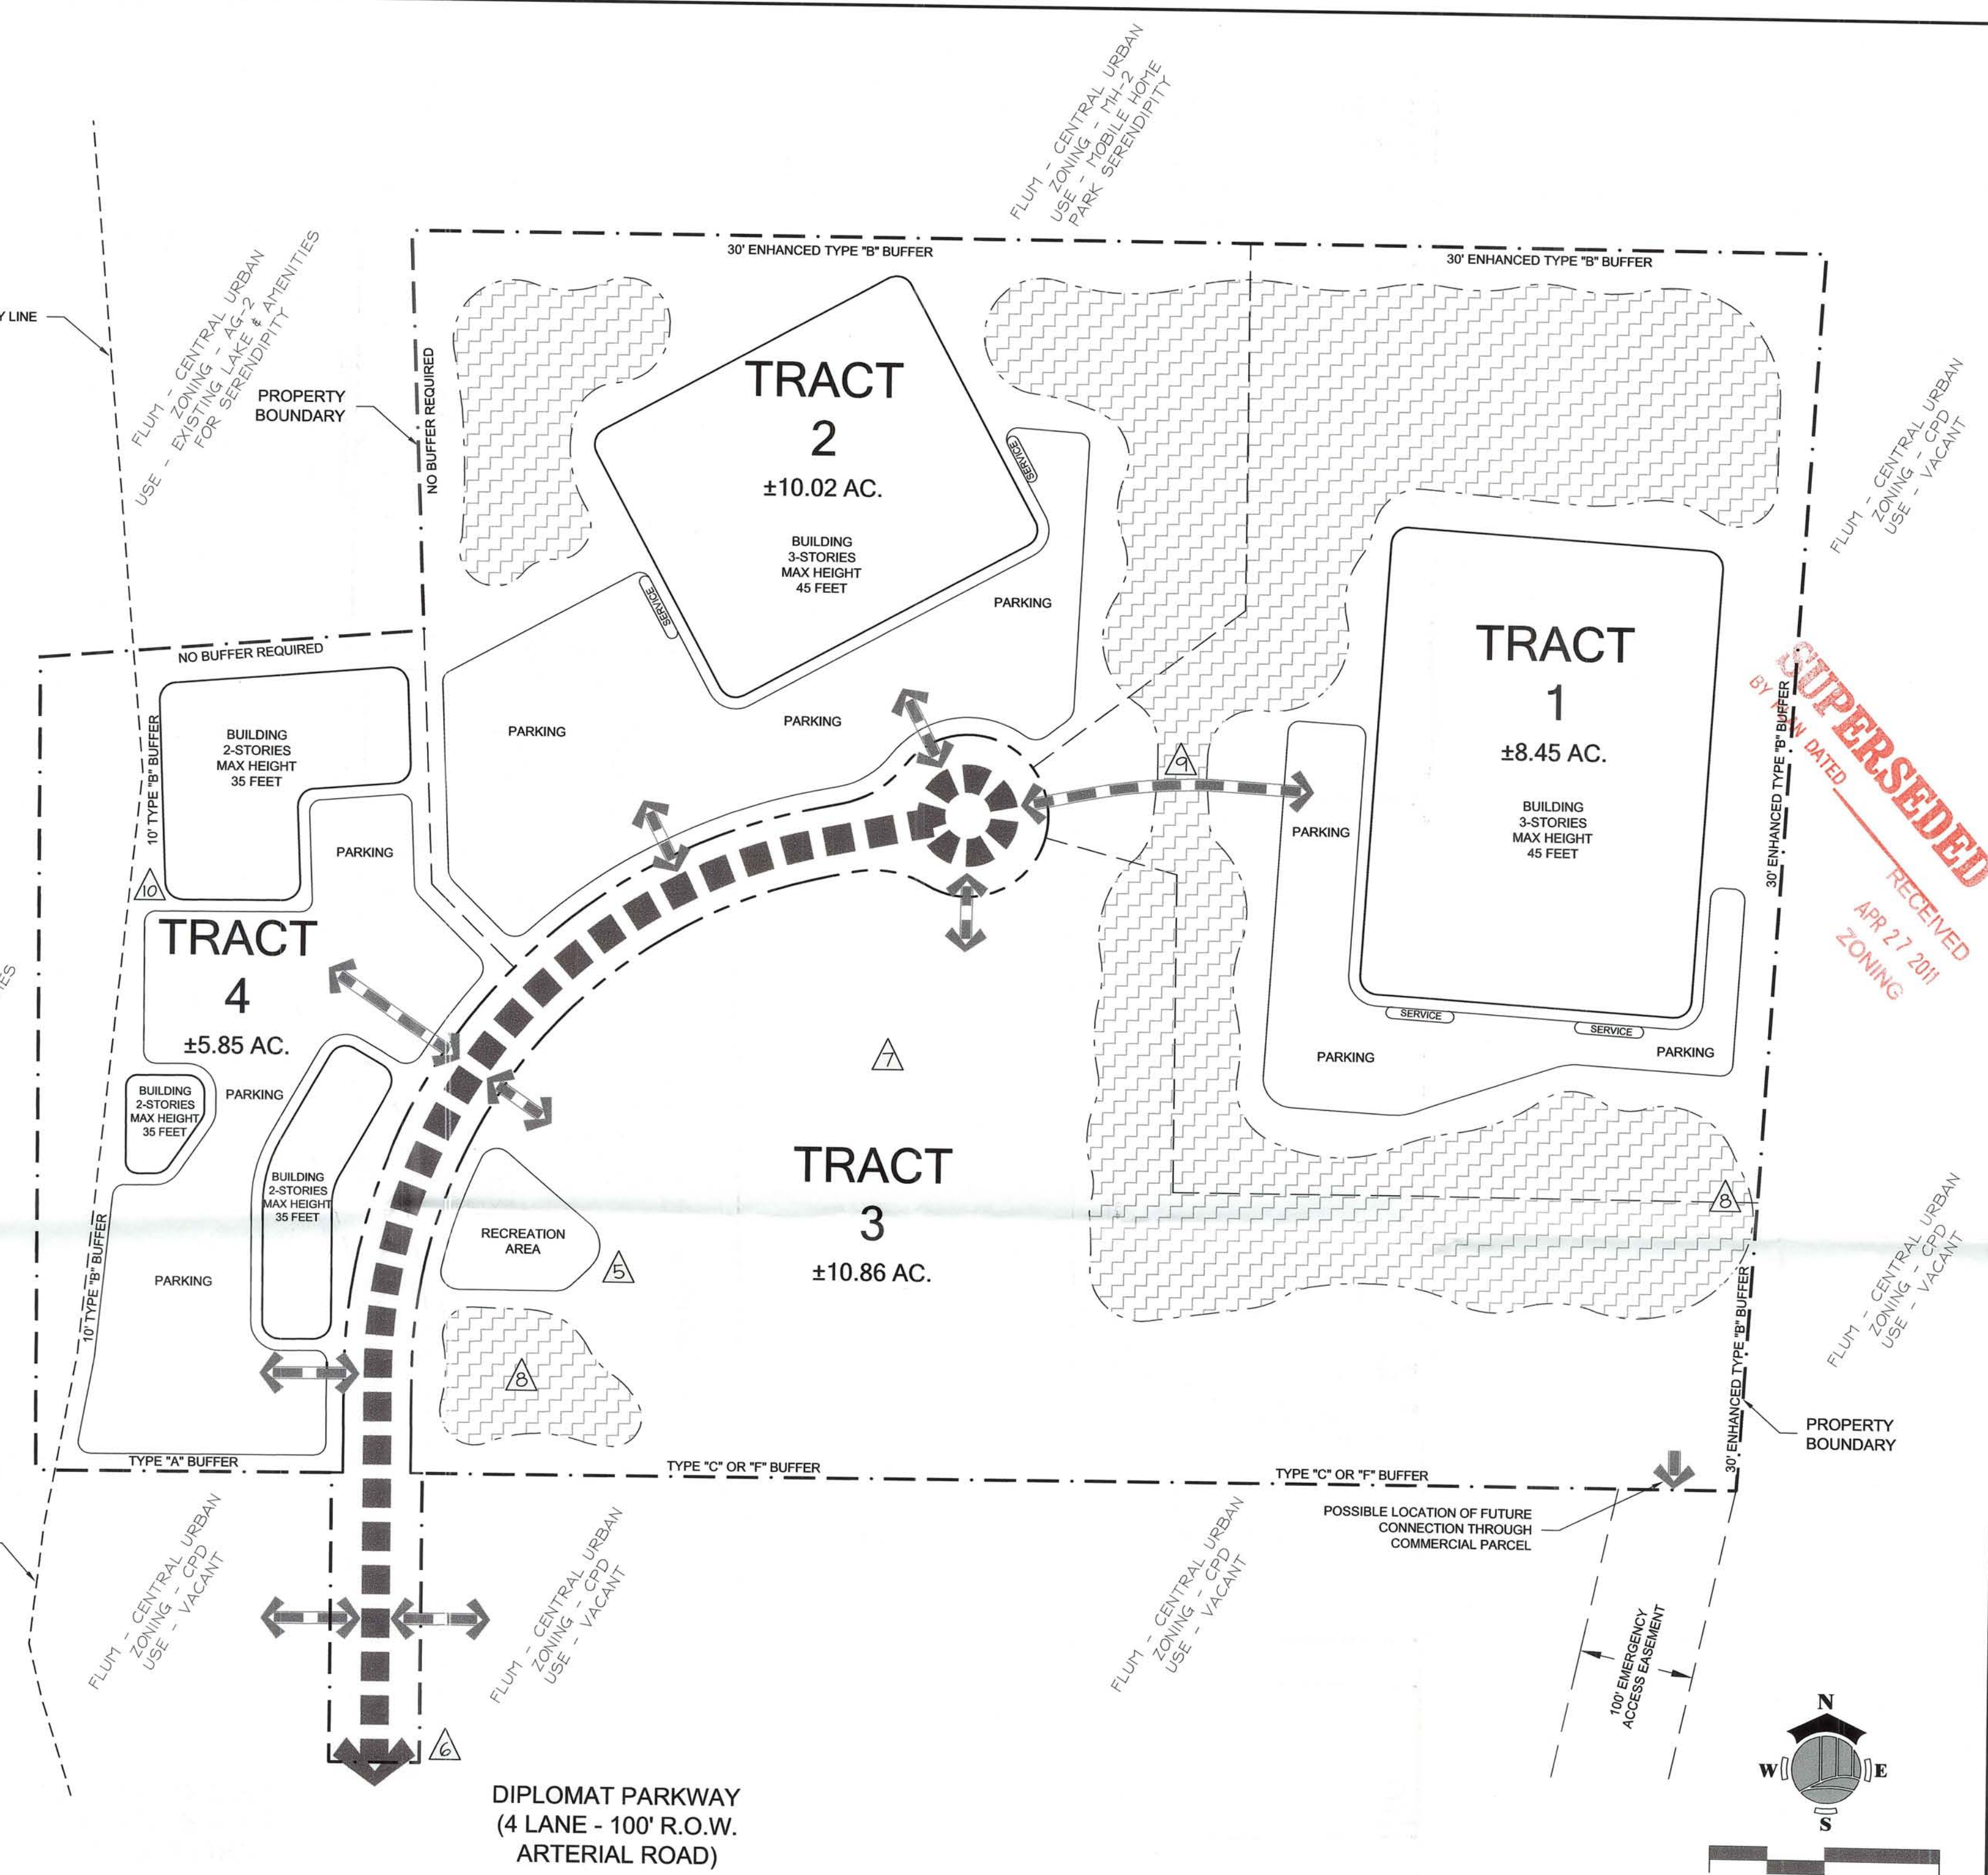 FLUM - CENTRAL URBAN
ZONING - MH-2
USE - MOBILE HOME
PARK SERENDIPITY
30' ENHANCED TYPE "B" BUFFER
30' ENHANCED TYPE "B" BUFFER
FLUM - CENTRAL URBAN
ZONING - AG-2
USE - EXISTING LAKE & AMENITIES
FOR SERENDIPITY
Y LINE
PROPERTY
BOUNDARY
NO BUFFER REQUIRED
TRACT
2
±10.02 AC.
BUILDING
3-STORIES
MAX HEIGHT
45 FEET
SERVICE
SERVICE
PARKING
PARKING
PARKING
FLUM - CENTRAL URBAN
ZONING - CPD
USE - VACANT
TRACT
1
±8.45 AC.
BUILDING
3-STORIES
MAX HEIGHT
45 FEET
PARKING
SERVICE
SERVICE
PARKING
PARKING
30' ENHANCED TYPE "B" BUFFER
SUPERSEDED
BY PLAN DATED
RECEIVED
APR 27 2011
ZONING
NO BUFFER REQUIRED
10' TYPE "B" BUFFER
BUILDING
2-STORIES
MAX HEIGHT
35 FEET
PARKING
9
10
TRACT
4
±5.85 AC.
BUILDING
2-STORIES
MAX HEIGHT
35 FEET
PARKING
BUILDING
2-STORIES
MAX HEIGHT
35 FEET
10' TYPE "B" BUFFER
PARKING
7
TRACT
3
±10.86 AC.
RECREATION
AREA
5
8
8
FLUM - CENTRAL URBAN
ZONING - CPD
USE - VACANT
30' ENHANCED TYPE "B" BUFFER
PROPERTY
BOUNDARY
TYPE "A" BUFFER
TYPE "C" OR "F" BUFFER
TYPE "C" OR "F" BUFFER
POSSIBLE LOCATION OF FUTURE
CONNECTION THROUGH
COMMERCIAL PARCEL
FLUM - CENTRAL URBAN
ZONING - CPD
USE - VACANT
FLUM - CENTRAL URBAN
ZONING - CPD
USE - VACANT
FLUM - CENTRAL URBAN
ZONING - CPD
USE - VACANT
100' EMERGENCY
ACCESS EASEMENT
6
DIPLOMAT PARKWAY
(4 LANE - 100' R.O.W.
ARTERIAL ROAD)
N
W
E
S